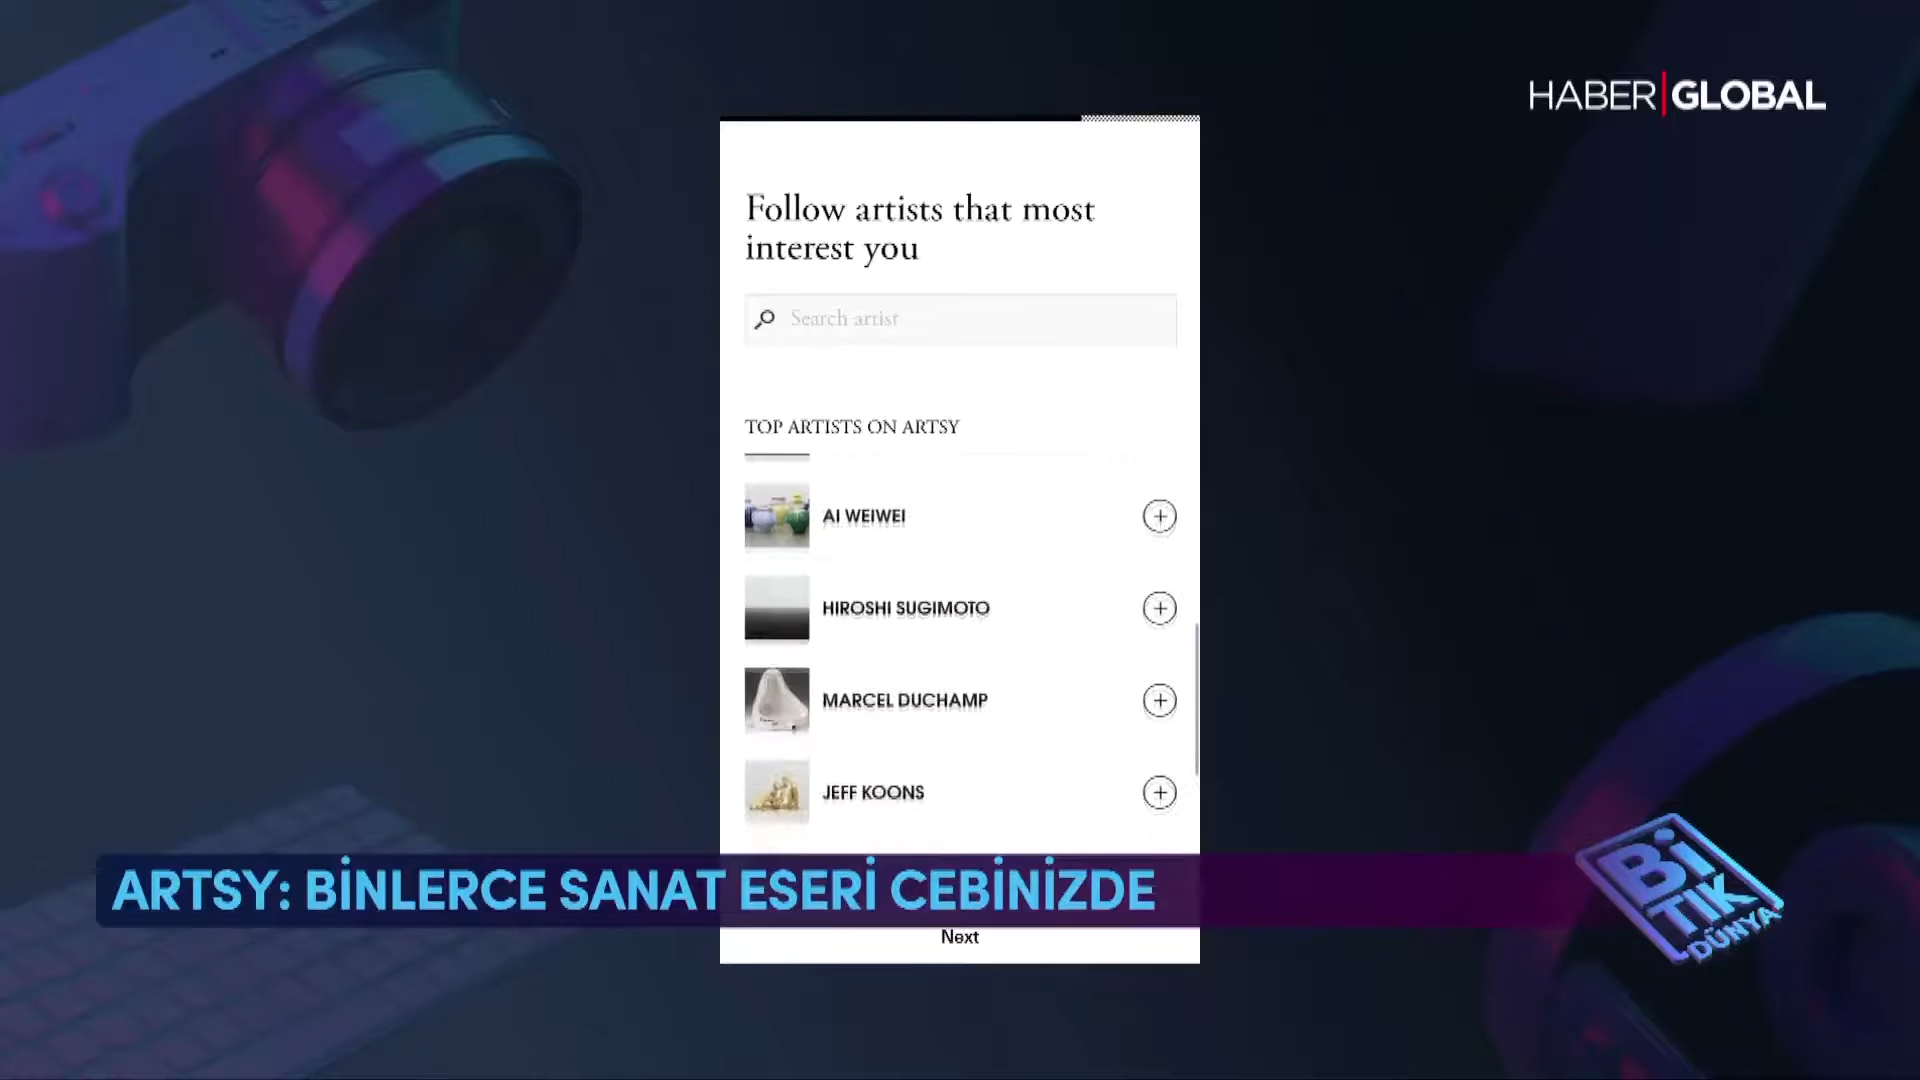 HABER GLOBAL
Follow artists that most
interest you
Search artist
TOP ARTISTS ON ARTSY
AI WEIWEI
HIROSHI SUGIMOTO
MARCEL DUCHAMP
JEFF KOONS
ARTSY: BİNLERCE SANAT ESERİ CEBİNİZDE
Bİ
TIK
DÜNYA
Next